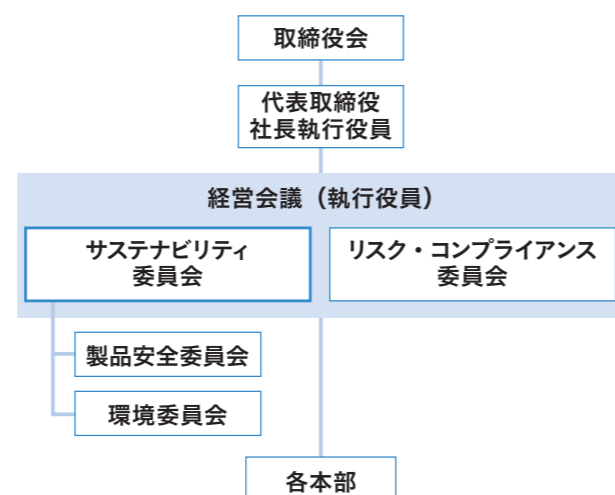 取締役会
代表取締役
社長執行役員
経営会議（執行役員）
サステナビリティ
委員会
リスク・コンプライアンス
委員会
製品安全委員会
環境委員会
各本部